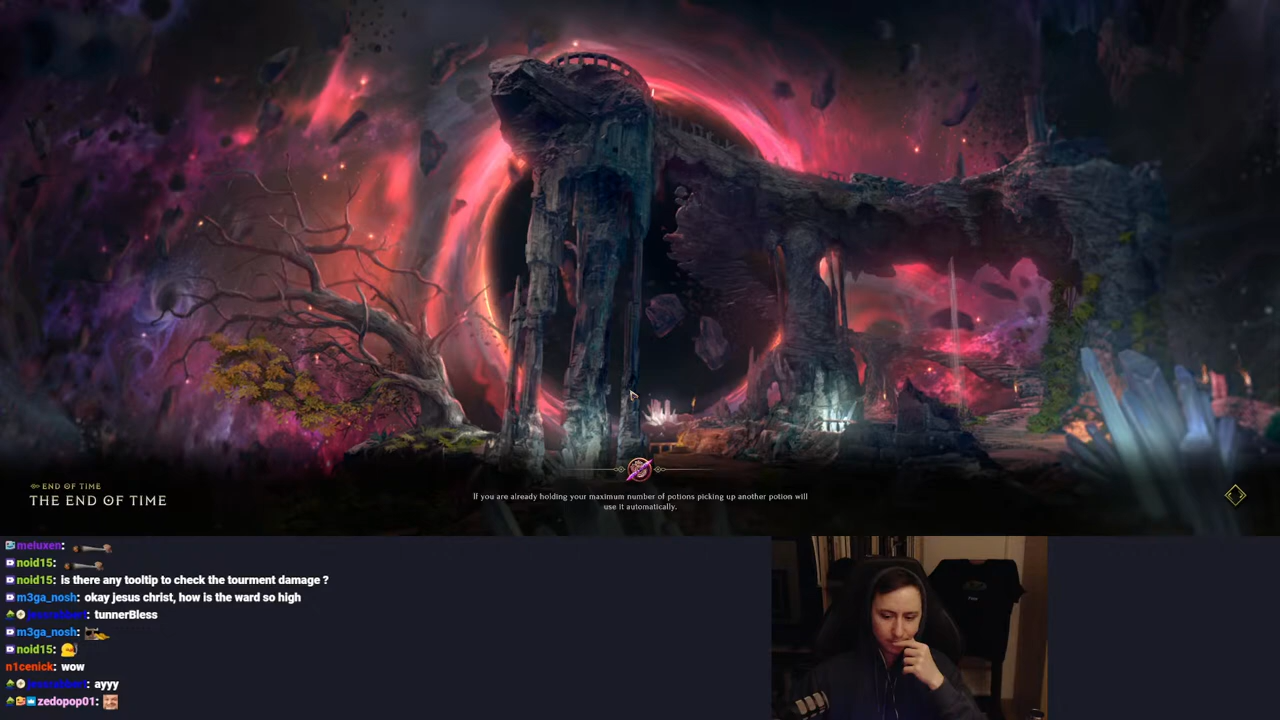 END OF TIME
THE END OF TIME
If you are already holding your maximum number of potions picking up another potion will
use it automatically.
meluxen:
noid15:
noid15: is there any tooltip to check the tourment damage ?
m3ga_nosh: okay jesus christ, how is the ward so high
tunnerBless
m3ga_nosh:
noid15:
n1cenick: wow
ayyy
zedopop01: